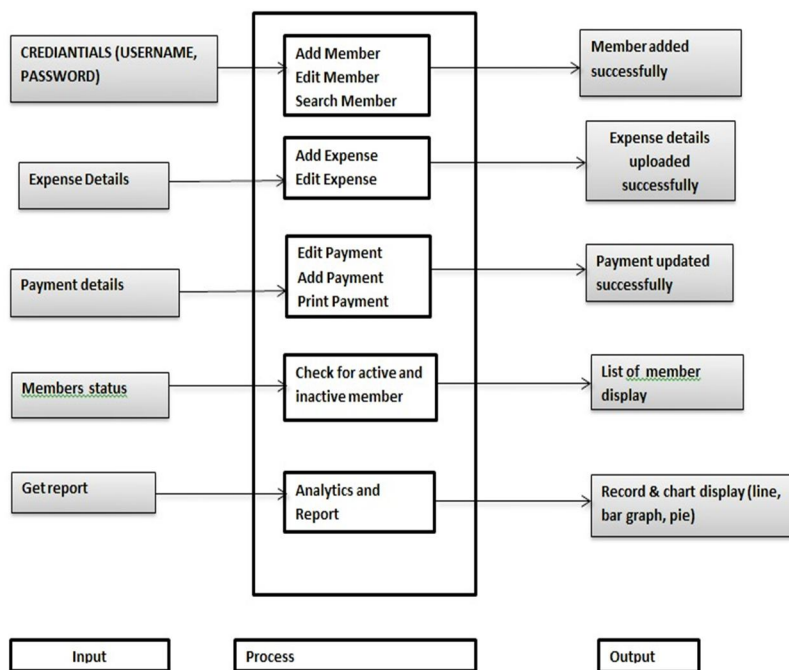 CREDIANTIALS (USERNAME,
PASSWORD)
Add Member
Edit Member
Search Member
Member added
successfully
Expense Details
Add Expense
Edit Expense
Expense details
uploaded
successfully
Payment details
Edit Payment
Add Payment
Print Payment
Payment updated
successfully
Members status
Check for active and
inactive member
List of member
display
Get report
Analytics and
Report
Record & chart display (line,
bar graph, pie)
Input
Process
Output